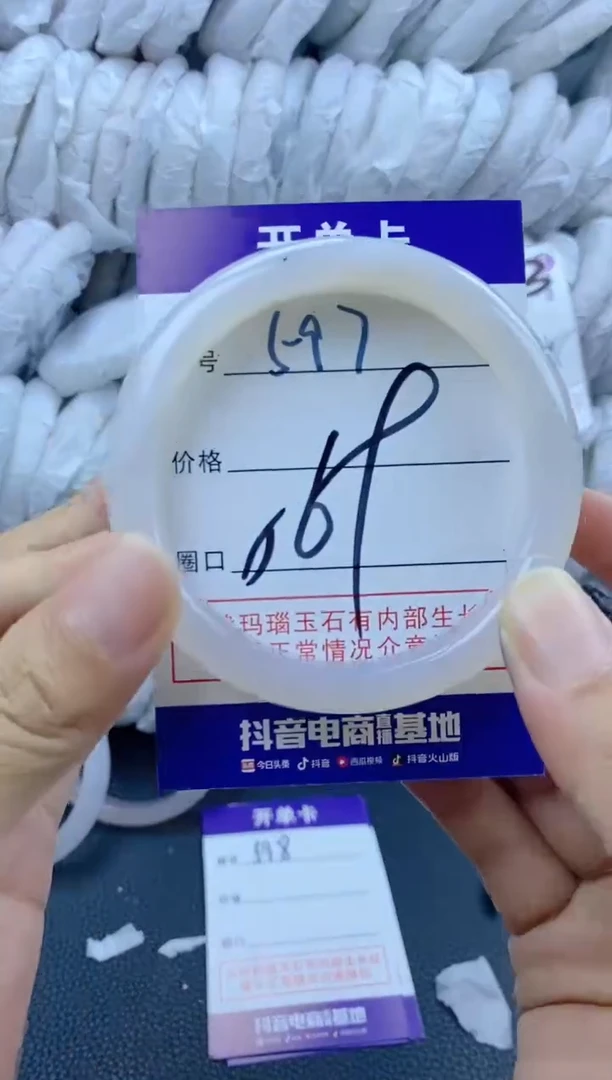 开单卡
号 597
价格
圈口
玛瑙玉石有内部生长
正常情况介意
抖音电商直播基地
今日头条 抖音 西瓜视频 抖音火山版
3
开单卡
598
抖音电商直播基地